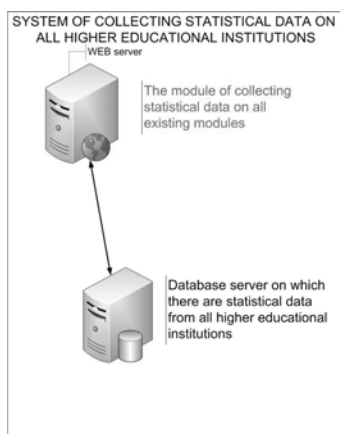 SYSTEM OF COLLECTING STATISTICAL DATA ON
ALL HIGHER EDUCATIONAL INSTITUTIONS
WEB server
The module of collecting
statistical data on all
existing modules
Database server on which
there are statistical data
from all higher educational
institutions